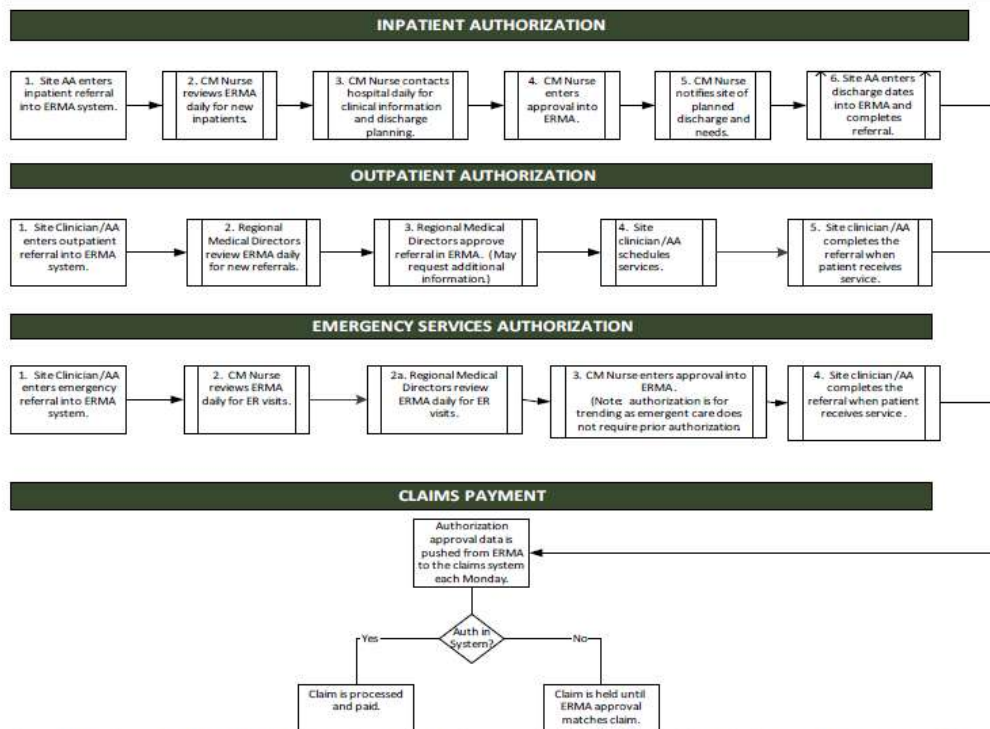 INPATIENT AUTHORIZATION
1. Site AA enters
inpatient referral
into ERMA system.
2. CM Nurse
reviews ERMA
daily for new
inpatients.
3. CM Nurse contacts
hospital daily for
clinical information
and discharge
planning.
4. CM Nurse
enters
approval into
ERMA.
5. CM Nurse
notifies site of
planned
discharge and
needs.
6. Site AA enters
discharge dates
into ERMA and
completes
referral.
OUTPATIENT AUTHORIZATION
1. Site Clinician/AA
enters outpatient
referral into ERMA
system.
2. Regional
Medical Directors
review ERMA daily
for new referrals.
3. Regional Medical
Directors approve
referral in ERMA. (May
request additional
information.)
4. Site
clinician/AA
schedules
services.
5. Site clinician/AA
completes the
referral when
patient receives
service.
EMERGENCY SERVICES AUTHORIZATION
1. Site Clinician/AA
enters emergency
referral into ERMA
system.
2. CM Nurse
reviews ERMA
daily for ER visits.
2a. Regional Medical
Directors review
ERMA daily for ER
visits.
3. CM Nurse enters approval into
ERMA.
(Note: authorization is for
trending as emergent care does
not require prior authorization
4. Site clinician/AA
completes the
referral when patient
receives service.
CLAIMS PAYMENT
Authorization
approval data is
pushed from ERMA
to the claims system
each Monday.
Auth in
System?
Yes
No
Claim is processed
and paid.
Claim is held until
ERMA approval
matches claim.